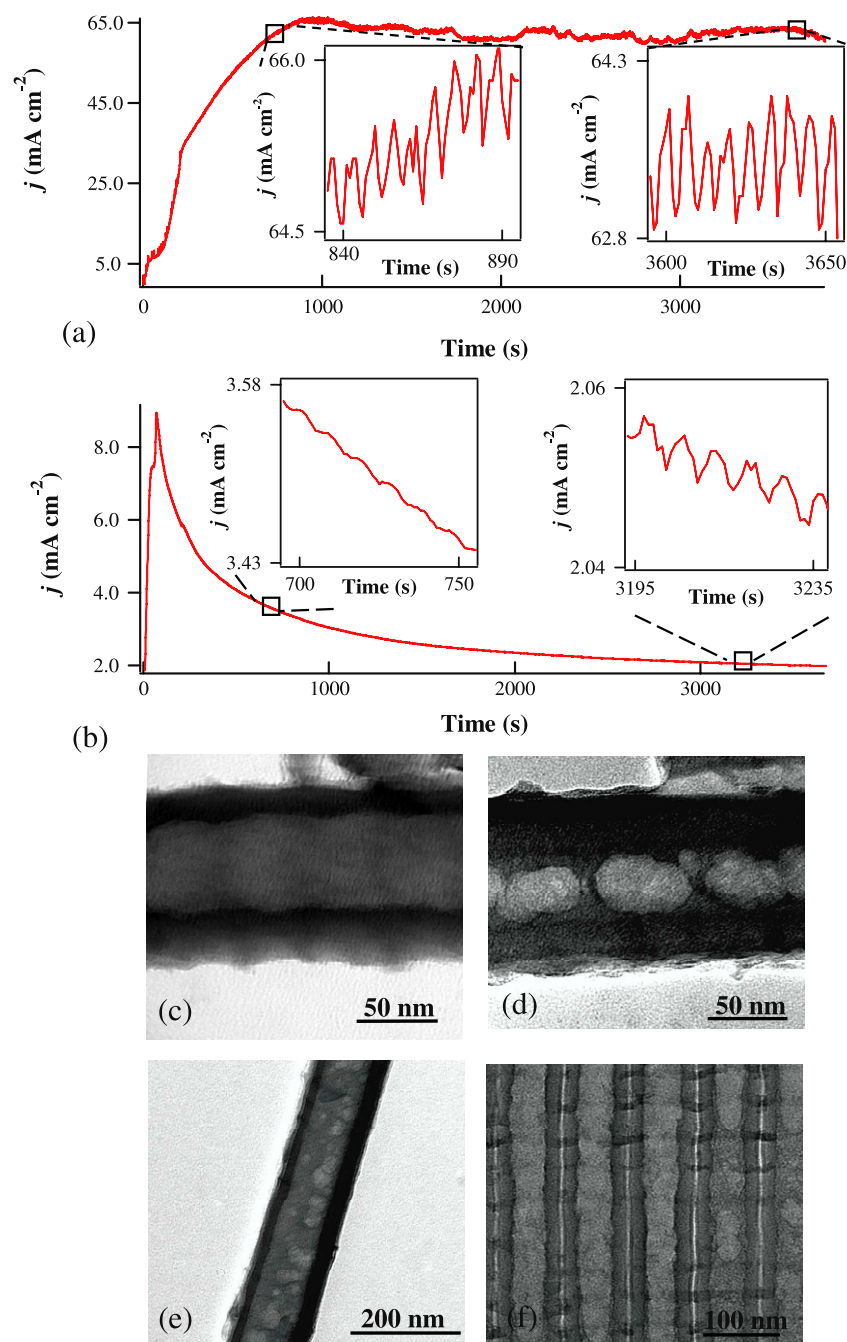 65.0
45.0
25.0
5.0
j (mA cm-2)
66.0
64.5
j (mA cm-2)
840
890
Time (s)
64.3
62.8
j (mA cm-2)
3600
3650
Time (s)
0
1000
2000
3000
Time (s)
(a)
8.0
6.0
4.0
2.0
j (mA cm-2)
3.58
3.43
j (mA cm-2)
700
750
Time (s)
2.06
2.04
j (mA cm-2)
3195
3235
Time (s)
0
1000
2000
3000
Time (s)
(b)
(c)
50 nm
(d)
50 nm
(e)
200 nm
(f)
100 nm